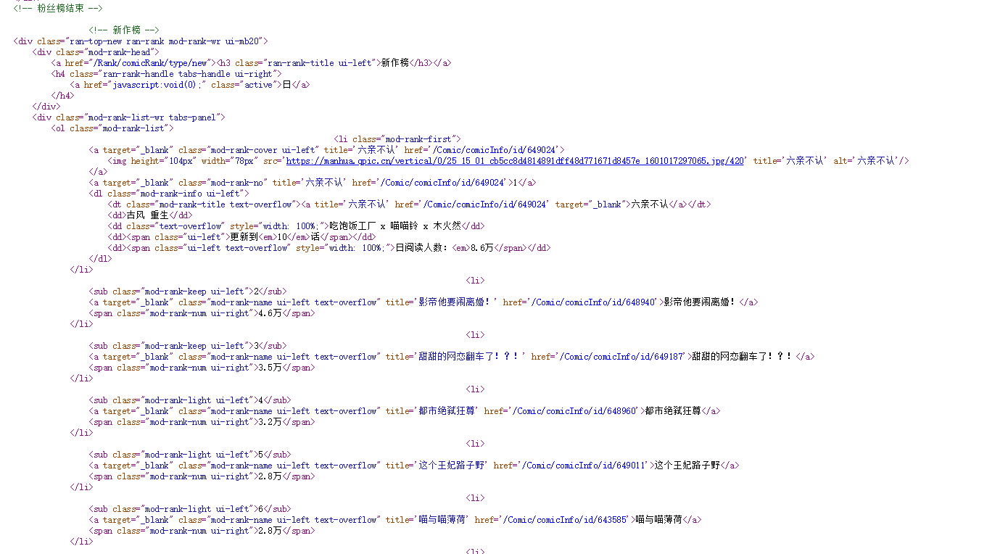 <!-- 粉丝榜结束 -->
<!-- 新作榜 -->
<div class="ran-top-new ran-rank mod-rank-wr ui-mb20">
<div class="mod-rank-head">
<a href="/Rank/comicRank/type/new"><h3 class="ran-rank-title ui-left">新作榜</h3></a>
<h4 class="ran-rank-handle tabs-handle ui-right">
<a href="javascript:void(0);" class="active">日</a>
</h4>
</div>
<div class="mod-rank-list-wr tabs-panel">
<ol class="mod-rank-list">
<li class="mod-rank-first">
<a target="_blank" class="mod-rank-cover ui-left" title='六亲不认' href='/Comic/comicInfo/id/649024'>
<img height="104px" width="78px" src='https://manhua.qpic.cn/vertical/0/25_15_01_cb5cc8d4814891dff48d771671d8457e_1601017297065.jpg/420' title='六亲不认' alt='六亲不认'/>
</a>
<a target="_blank" class="mod-rank-no" title='六亲不认' href='/Comic/comicInfo/id/649024'>1</a>
<dl class="mod-rank-info ui-left">
<dt class="mod-rank-title text-overflow"><a title='六亲不认' href='/Comic/comicInfo/id/649024' target="_blank">六亲不认</a></dt>
<dd>古风 重生</dd>
<dd class="text-overflow" style="width: 100%;">吃饱饭工厂 x 喵喵铃 x 木火然</dd>
<dd><span class="ui-left">更新到<em>10</em>话</span></dd>
<dd><span class="ui-left text-overflow" style="width: 100%;">日阅读人数：<em>8.6万</span></dd>
</dl>
</li>
<li>
<sub class="mod-rank-keep ui-left">2</sub>
<a target="_blank" class="mod-rank-name ui-left text-overflow" title='影帝他要闹离婚！' href='/Comic/comicInfo/id/648940'>影帝他要闹离婚！</a>
<span class="mod-rank-num ui-right">4.6万</span>
</li>
<li>
<sub class="mod-rank-keep ui-left">3</sub>
<a target="_blank" class="mod-rank-name ui-left text-overflow" title='甜甜的网恋翻车了！？！' href='/Comic/comicInfo/id/649187'>甜甜的网恋翻车了！？！</a>
<span class="mod-rank-num ui-right">3.5万</span>
</li>
<li>
<sub class="mod-rank-light ui-left">4</sub>
<a target="_blank" class="mod-rank-name ui-left text-overflow" title='都市绝弑狂尊' href='/Comic/comicInfo/id/648960'>都市绝弑狂尊</a>
<span class="mod-rank-num ui-right">3.2万</span>
</li>
<li>
<sub class="mod-rank-light ui-left">5</sub>
<a target="_blank" class="mod-rank-name ui-left text-overflow" title='这个王妃路子野' href='/Comic/comicInfo/id/649011'>这个王妃路子野</a>
<span class="mod-rank-num ui-right">2.8万</span>
</li>
<li>
<sub class="mod-rank-light ui-left">6</sub>
<a target="_blank" class="mod-rank-name ui-left text-overflow" title='喵与喵薄荷' href='/Comic/comicInfo/id/643585'>喵与喵薄荷</a>
<span class="mod-rank-num ui-right">2.8万</span>
</li>
<li>